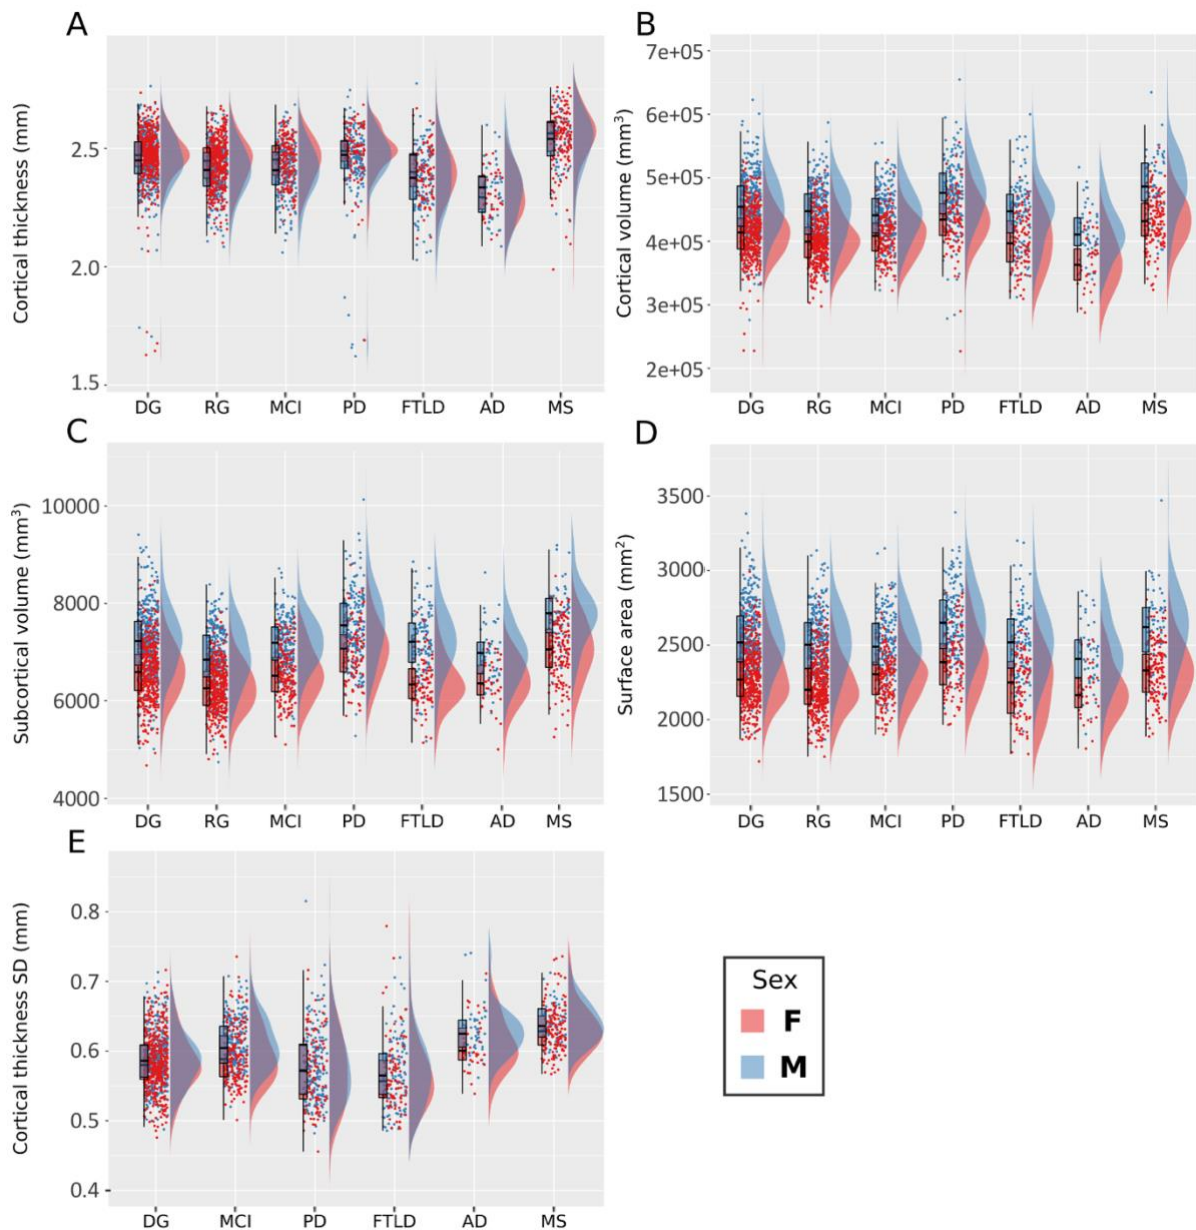 A
Cortical thickness (mm)
2.5
2.0
1.5
DG RG MCI PD FTLD AD MS
B
Cortical volume (mm³)
7e+05
6e+05
5e+05
4e+05
3e+05
2e+05
DG RG MCI PD FTLD AD MS
C
Subcortical volume (mm³)
10000
8000
6000
4000
DG RG MCI PD FTLD AD MS
D
Surface area (mm²)
3500
3000
2500
2000
1500
DG RG MCI PD FTLD AD MS
E
Cortical thickness SD (mm)
0.8
0.7
0.6
0.5
0.4
DG MCI PD FTLD AD MS
Sex
F
M